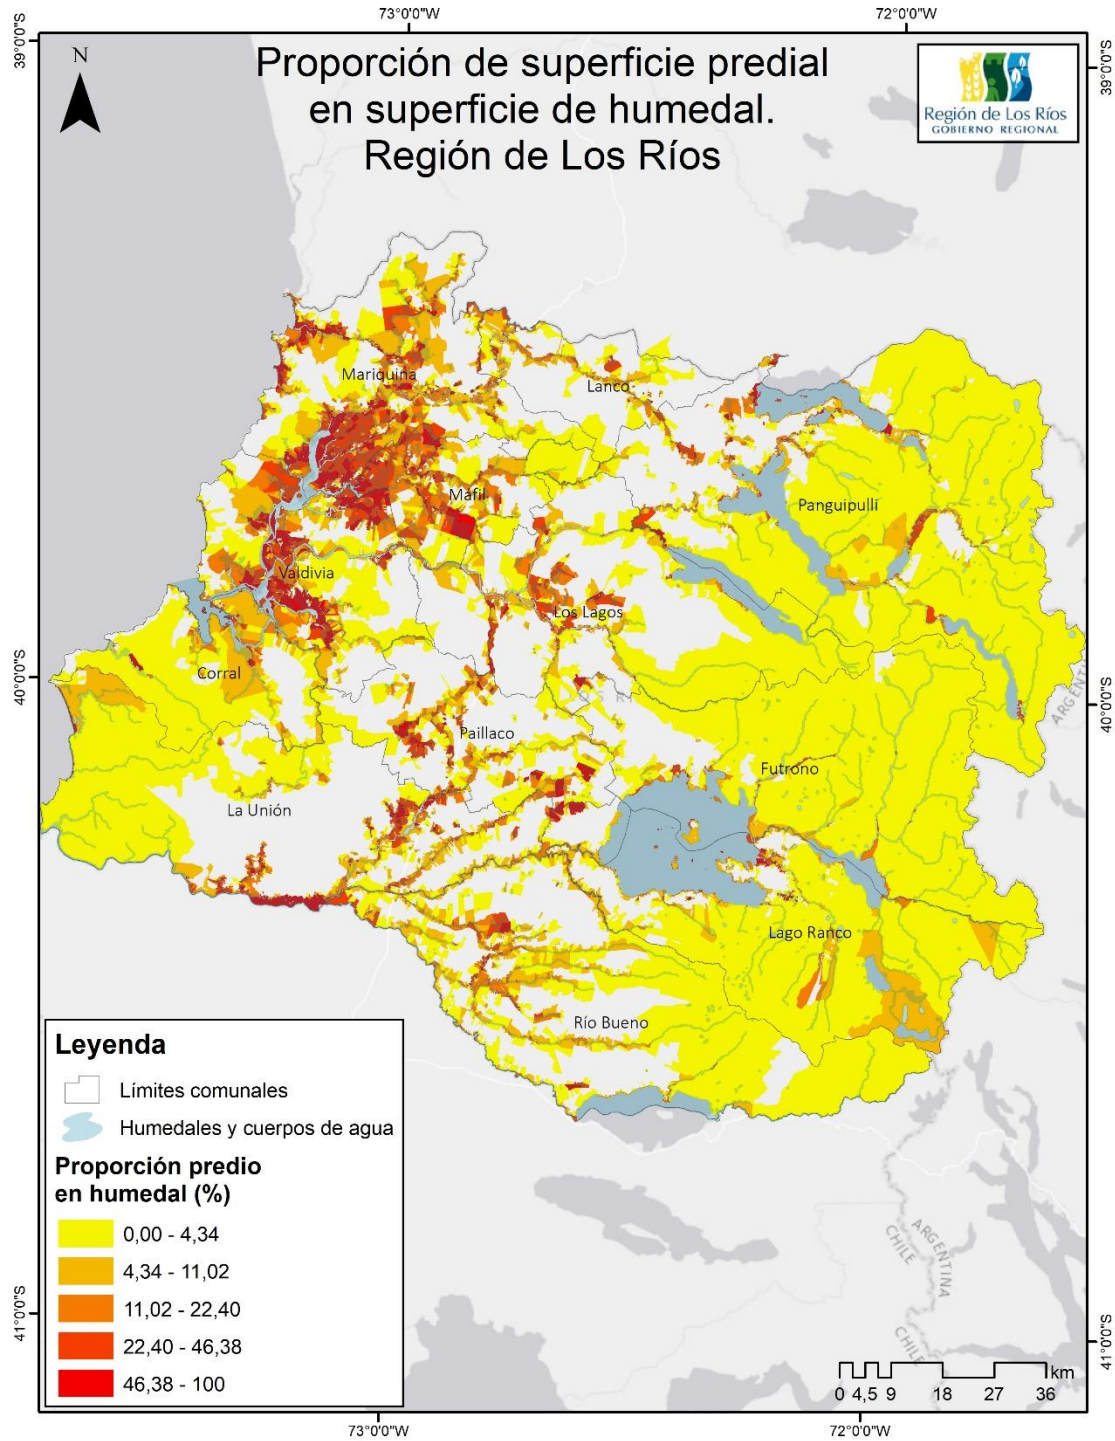 73°0'0"W
72°0'0"W
39°0'0"S
39°0'0"S
N
Proporción de superficie predial
en superficie de humedal.
Región de Los Ríos
Región de Los Ríos
GOBIERNO REGIONAL
Mariquina
Lanco
Máfil
Panguipulli
Valdivia
Los Lagos
Corral
40°0'0"S
40°0'0"S
ARGENTIN
Paillaco
Futrono
La Unión
Lago Ranco
Río Bueno
Leyenda
Límites comunales
Humedales y cuerpos de agua
Proporción predio
en humedal (%)
0,00 - 4,34
4,34 - 11,02
11,02 - 22,40
22,40 - 46,38
46,38 - 100
ARGENTINA
CHILE
CHILE
41°0'0"S
41°0'0"S
km
0 4,5 9 18 27 36
73°0'0"W
72°0'0"W